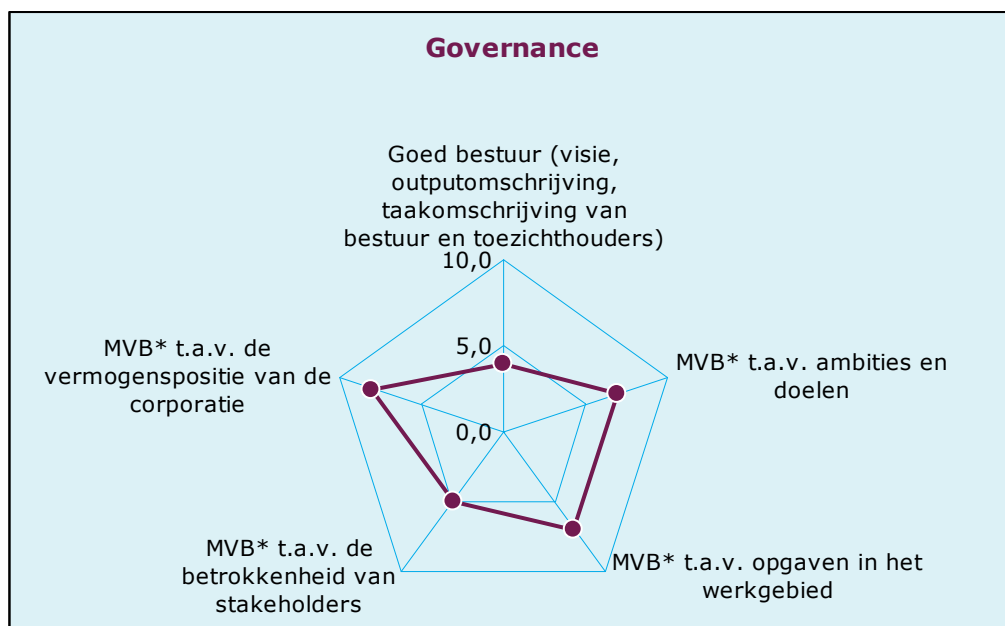 Governance
Goed bestuur (visie,
outputomschrijving,
taakomschrijving van
bestuur en toezichthouders)
10,0
5,0
0,0
MVB* t.a.v. ambities en
doelen
MVB* t.a.v. opgaven in het
werkgebied
MVB* t.a.v. de
betrokkenheid van
stakeholders
MVB* t.a.v. de
vermogenspositie van de
corporatie